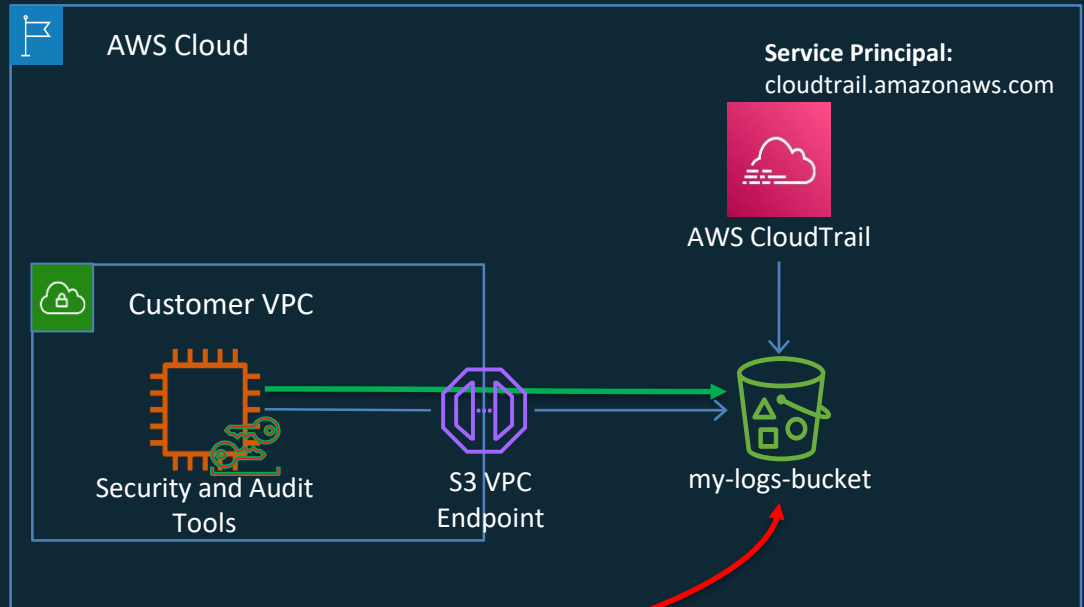 AWS Cloud
Service Principal:
cloudtrail.amazonaws.com
AWS CloudTrail
Customer VPC
Security and Audit
Tools
S3 VPC
Endpoint
my-logs-bucket